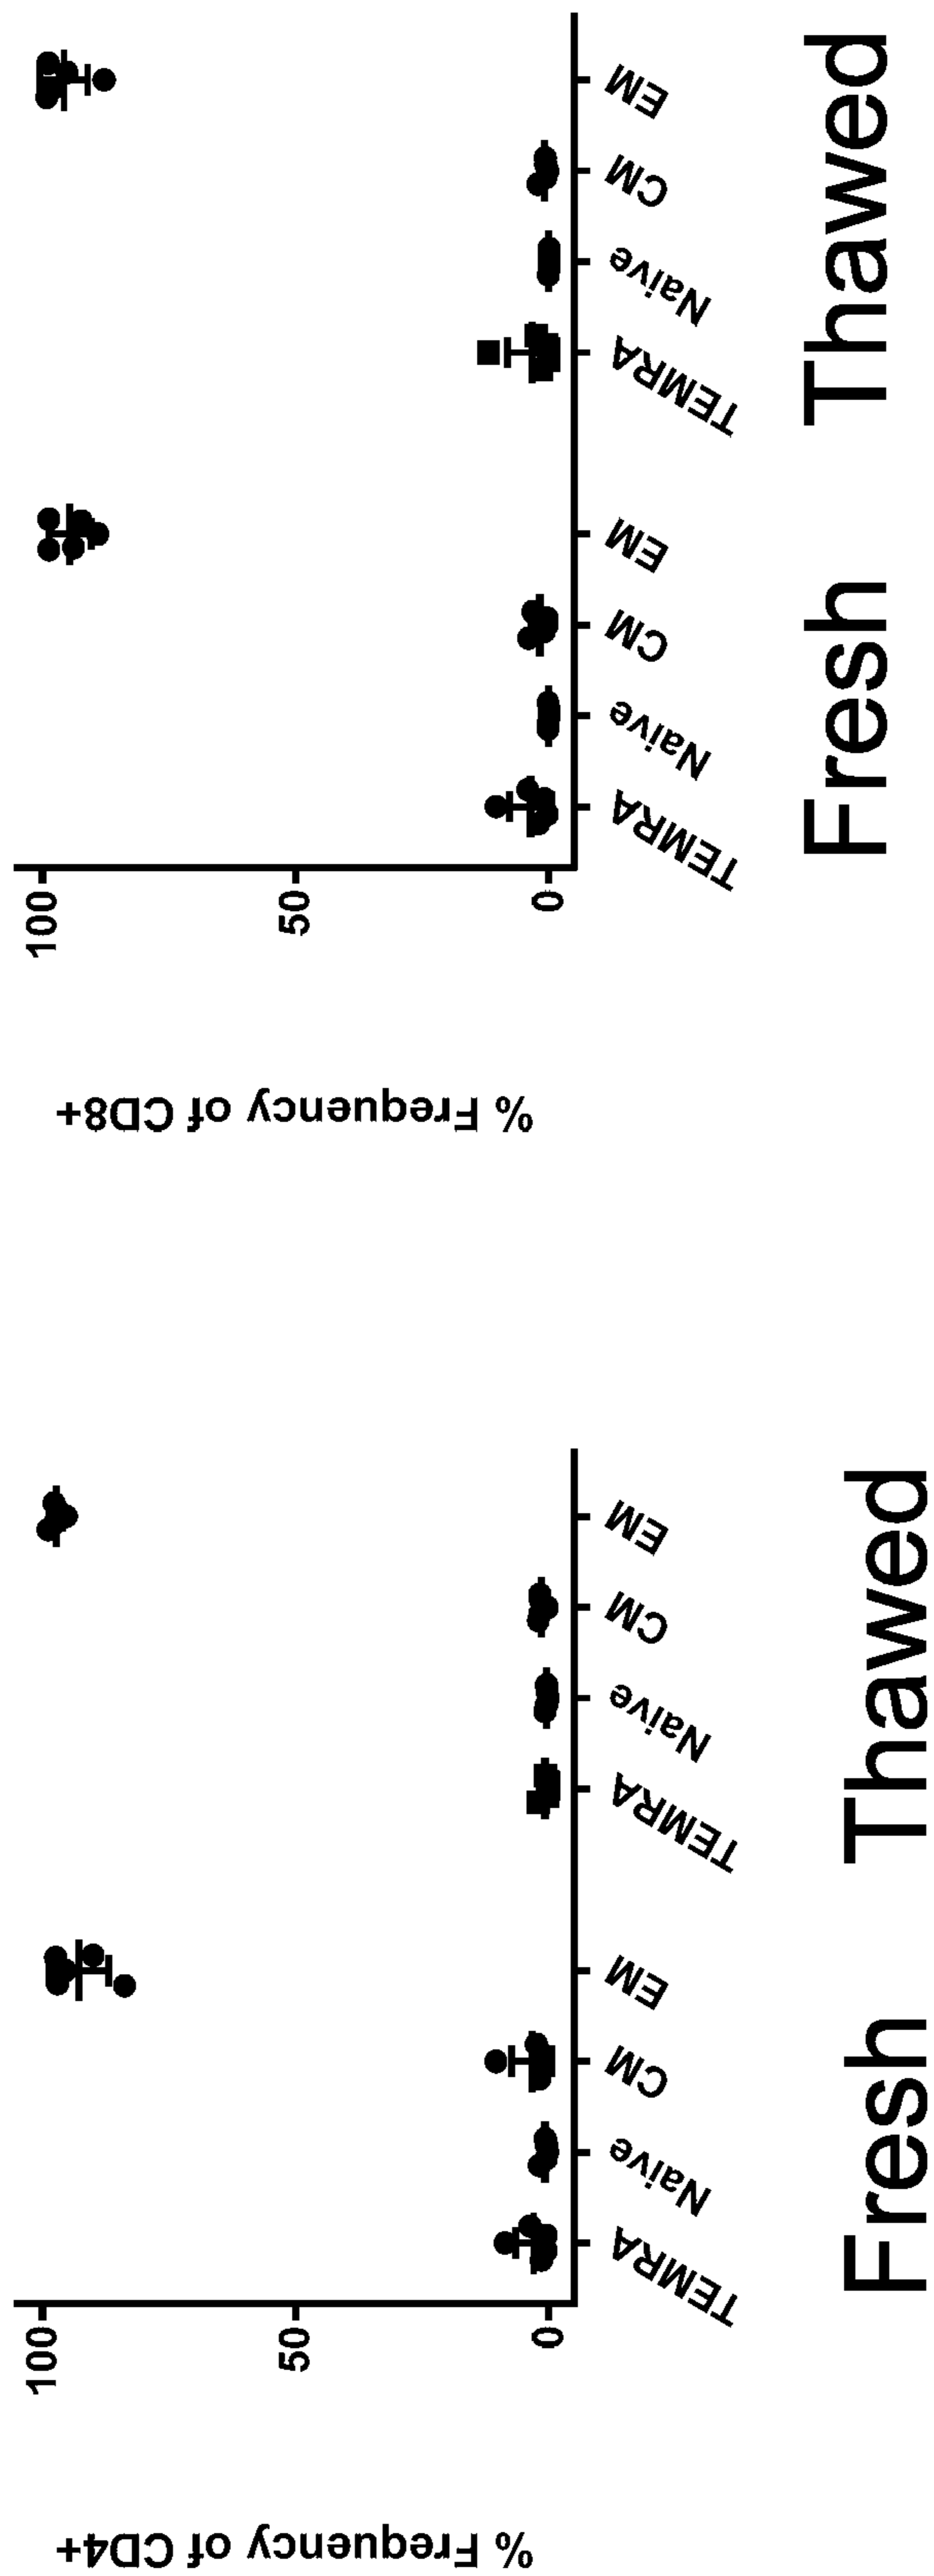 % Frequency of CD4+
100
50
0
TEMRA
Naive
CM
EM
TEMRA
Naive
CM
EM
Fresh
Thawed
% Frequency of CD8+
100
50
0
TEMRA
Naive
CM
EM
TEMRA
Naive
CM
EM
Fresh
Thawed